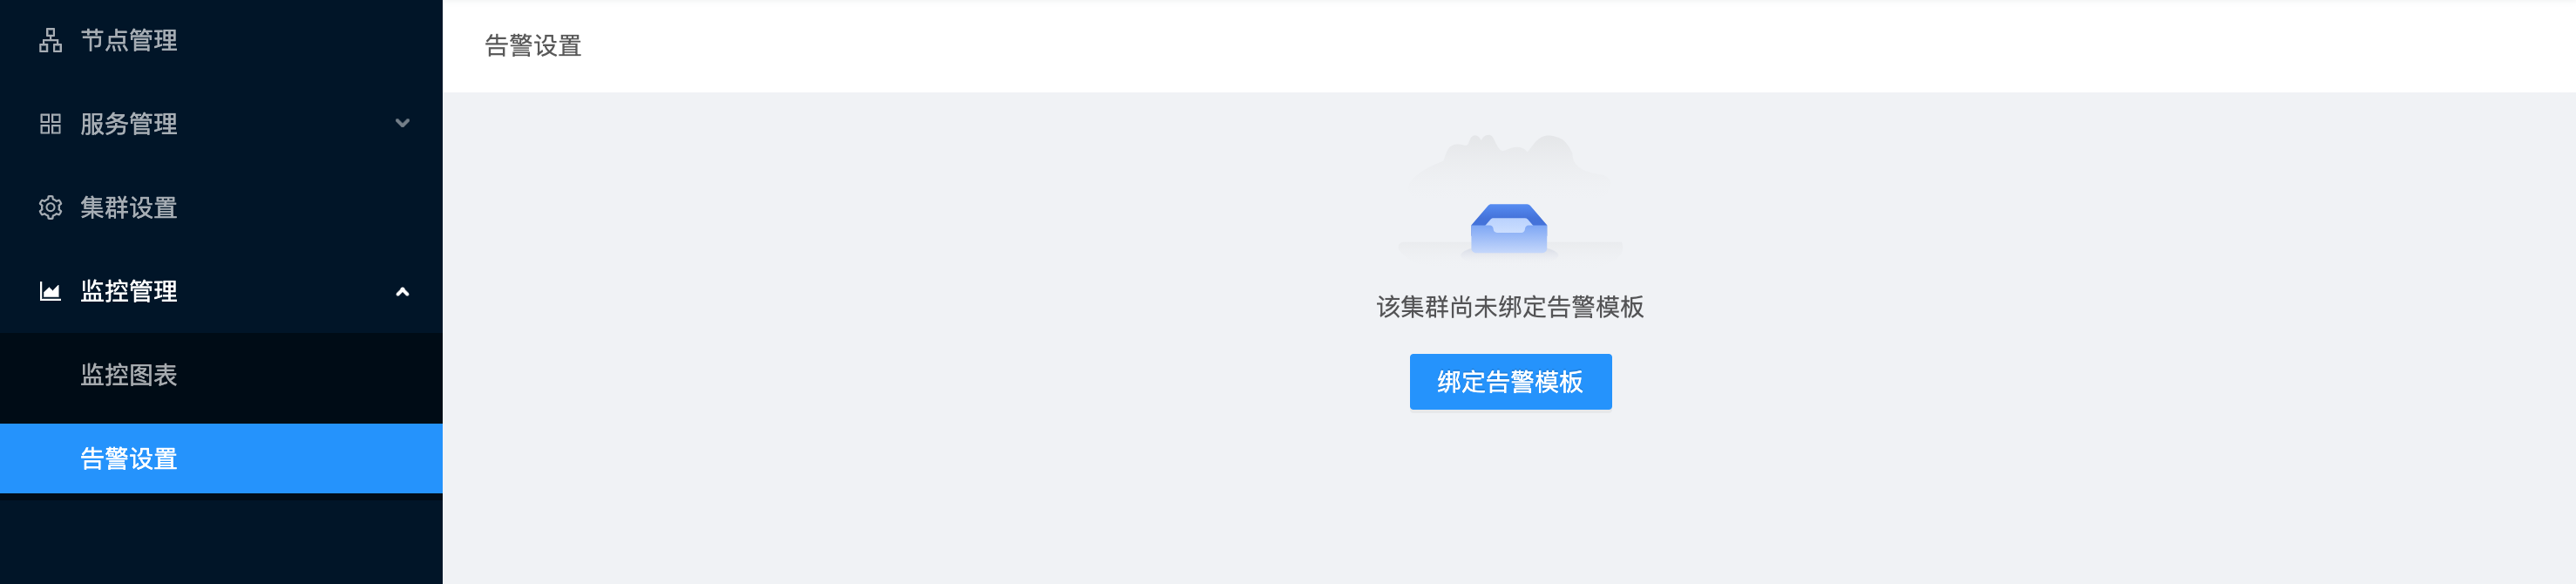 节点管理
服务管理
集群设置
监控管理
监控图表
告警设置
告警设置
该集群尚未绑定告警模板
绑定告警模板